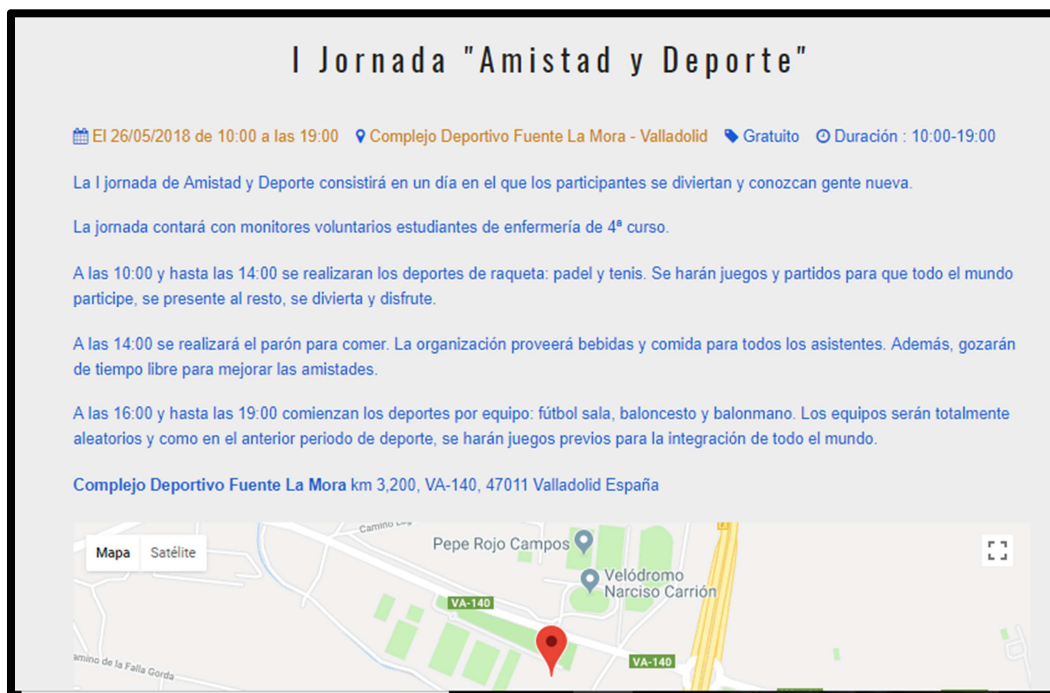 I Jornada "Amistad y Deporte"
El 26/05/2018 de 10:00 a las 19:00 Complejo Deportivo Fuente La Mora - Valladolid Gratuito Duración : 10:00-19:00
La I jornada de Amistad y Deporte consistirá en un día en el que los participantes se diviertan y conozcan gente nueva.
La jornada contará con monitores voluntarios estudiantes de enfermería de 4ª curso.
A las 10:00 y hasta las 14:00 se realizaran los deportes de raqueta: padel y tenis. Se harán juegos y partidos para que todo el mundo
participe, se presente al resto, se divierta y disfrute.
A las 14:00 se realizará el parón para comer. La organización proveerá bebidas y comida para todos los asistentes. Además, gozarán
de tiempo libre para mejorar las amistades.
A las 16:00 y hasta las 19:00 comienzan los deportes por equipo: fútbol sala, baloncesto y balonmano. Los equipos serán totalmente
aleatorios y como en el anterior periodo de deporte, se harán juegos previos para la integración de todo el mundo.
Complejo Deportivo Fuente La Mora km 3,200, VA-140, 47011 Valladolid España
Camino
Mapa Satélite
Pepe Rojo Campos
Velódromo
Narciso Carrión
VA-140
VA-140
amino de la Falla Gorda